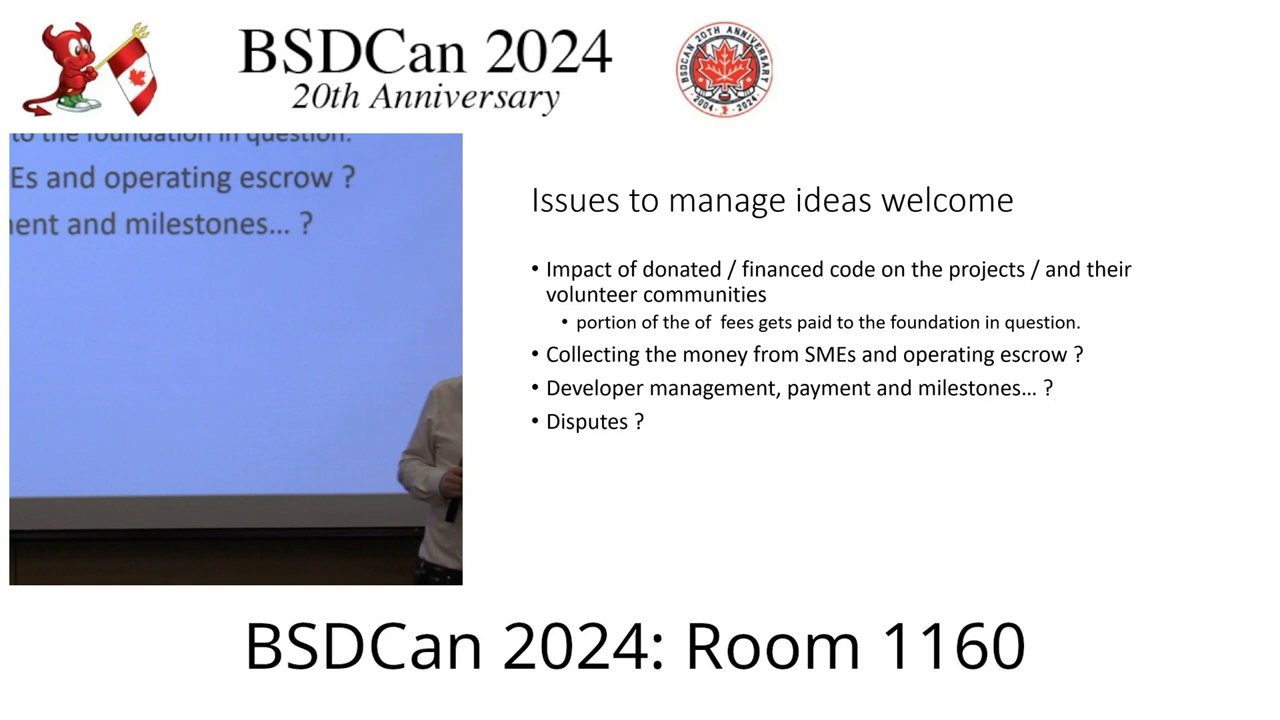 BSDCan 2024
20th Anniversary
BSDCAN 20TH ANNIVERSARY
2004 2024
to the foundation in question.
Es and operating escrow ?
ent and milestones... ?
Issues to manage ideas welcome
• Impact of donated / financed code on the projects / and their
volunteer communities
• portion of the of fees gets paid to the foundation in question.
• Collecting the money from SMEs and operating escrow ?
• Developer management, payment and milestones... ?
• Disputes ?
BSDCan 2024: Room 1160